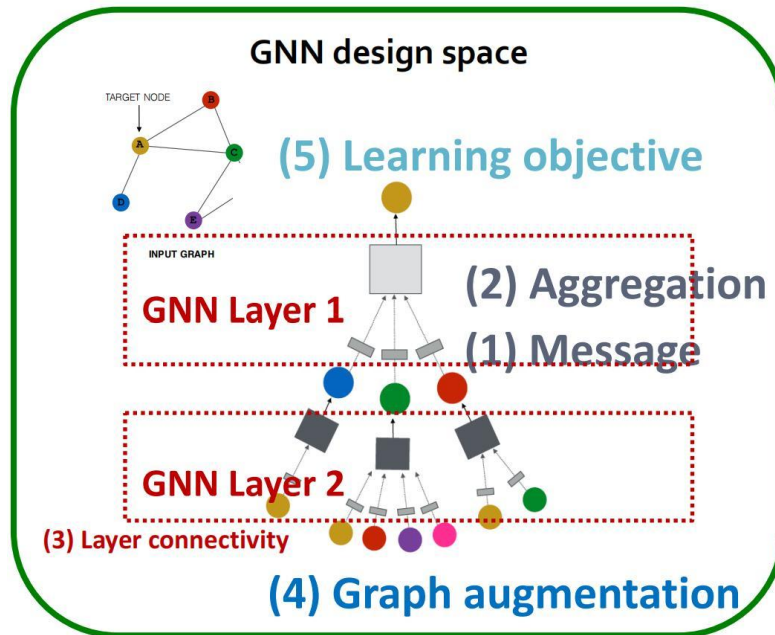 GNN design space
TARGET NODE
B
A
C
D
E
INPUT GRAPH
(5) Learning objective
GNN Layer 1
(2) Aggregation
(1) Message
GNN Layer 2
(3) Layer connectivity
(4) Graph augmentation